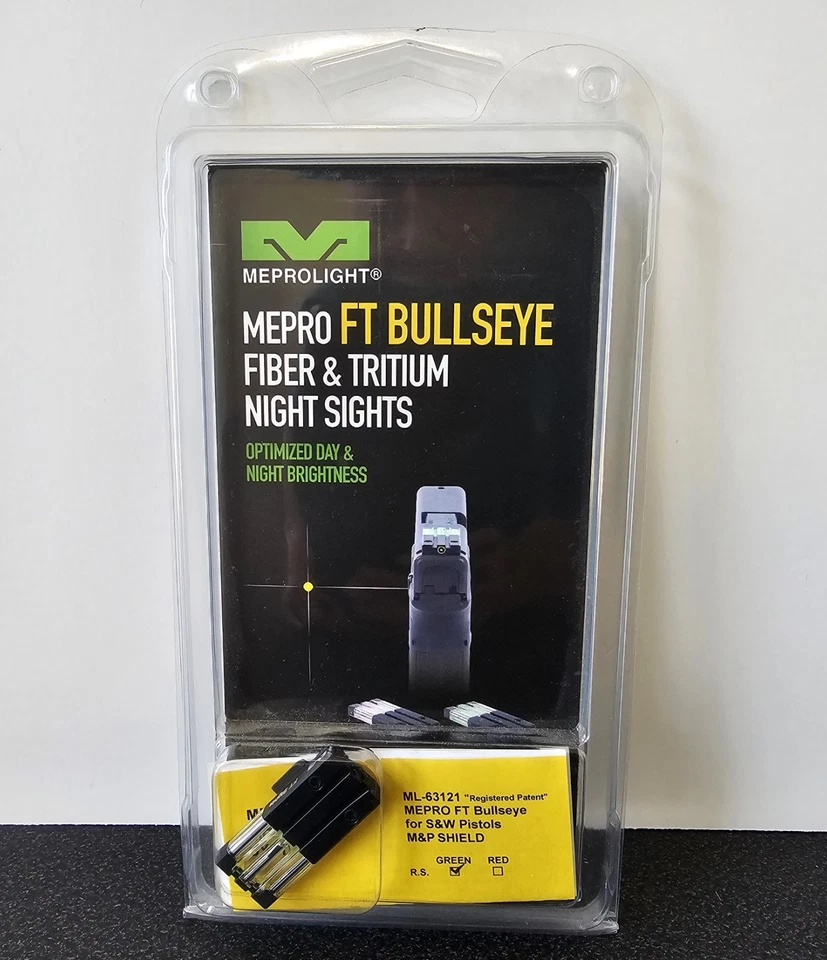 MEPROLIGHT®
MEPRO FT BULLSEYE
FIBER & TRITIUM
NIGHT SIGHTS
OPTIMIZED DAY &
NIGHT BRIGHTNESS
ML-63121 "Registered Patent"
MEPRO FT Bullseye
for S&W Pistols
M&P SHIELD
GREEN RED
R.S.